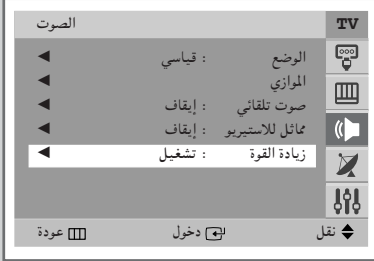 TV الصوت
الوضع : قياسي
الموازي
صوت تلقائي : إيقاف
مماثل للاستيريو : إيقاف
زيادة القوة : تشغيل
نقل دخول عودة